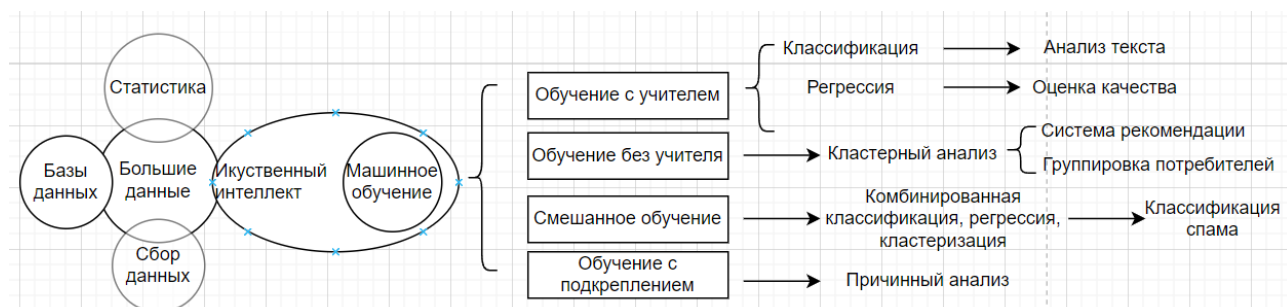 Статистика
Базы
данных
Большие
данные
Сбор
данных
Икуственный
интеллект
Машинное
обучение
Обучение с учителем
Классификация
Анализ текста
Регрессия
Оценка качества
Обучение без учителя
Кластерный анализ
Система рекомендации
Группировка потребителей
Смешанное обучение
Комбинированная
классификация, регрессия,
кластеризация
Классификация
спама
Обучение с
подкреплением
Причинный анализ